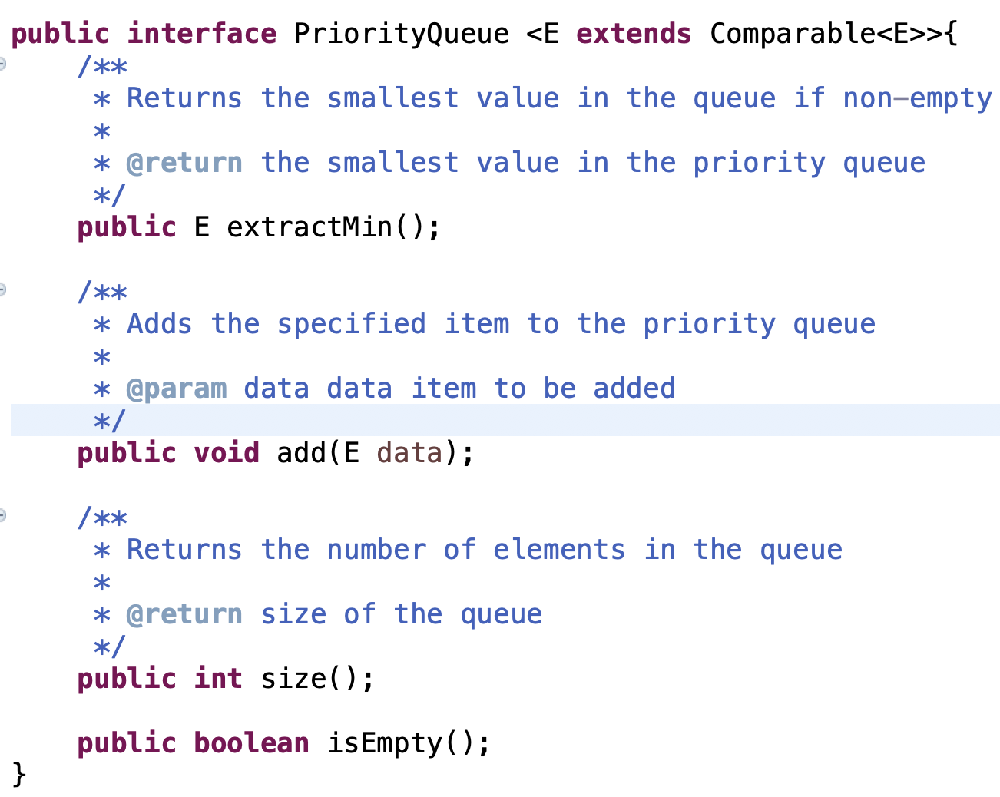 public interface PriorityQueue <E extends Comparable<E>>{
    /**
     * Returns the smallest value in the queue if non-empty
     *
     * @return the smallest value in the priority queue
     */
    public E extractMin();

    /**
     * Adds the specified item to the priority queue
     *
     * @param data data item to be added
     */
    public void add(E data);

    /**
     * Returns the number of elements in the queue
     *
     * @return size of the queue
     */
    public int size();

    public boolean isEmpty();
}